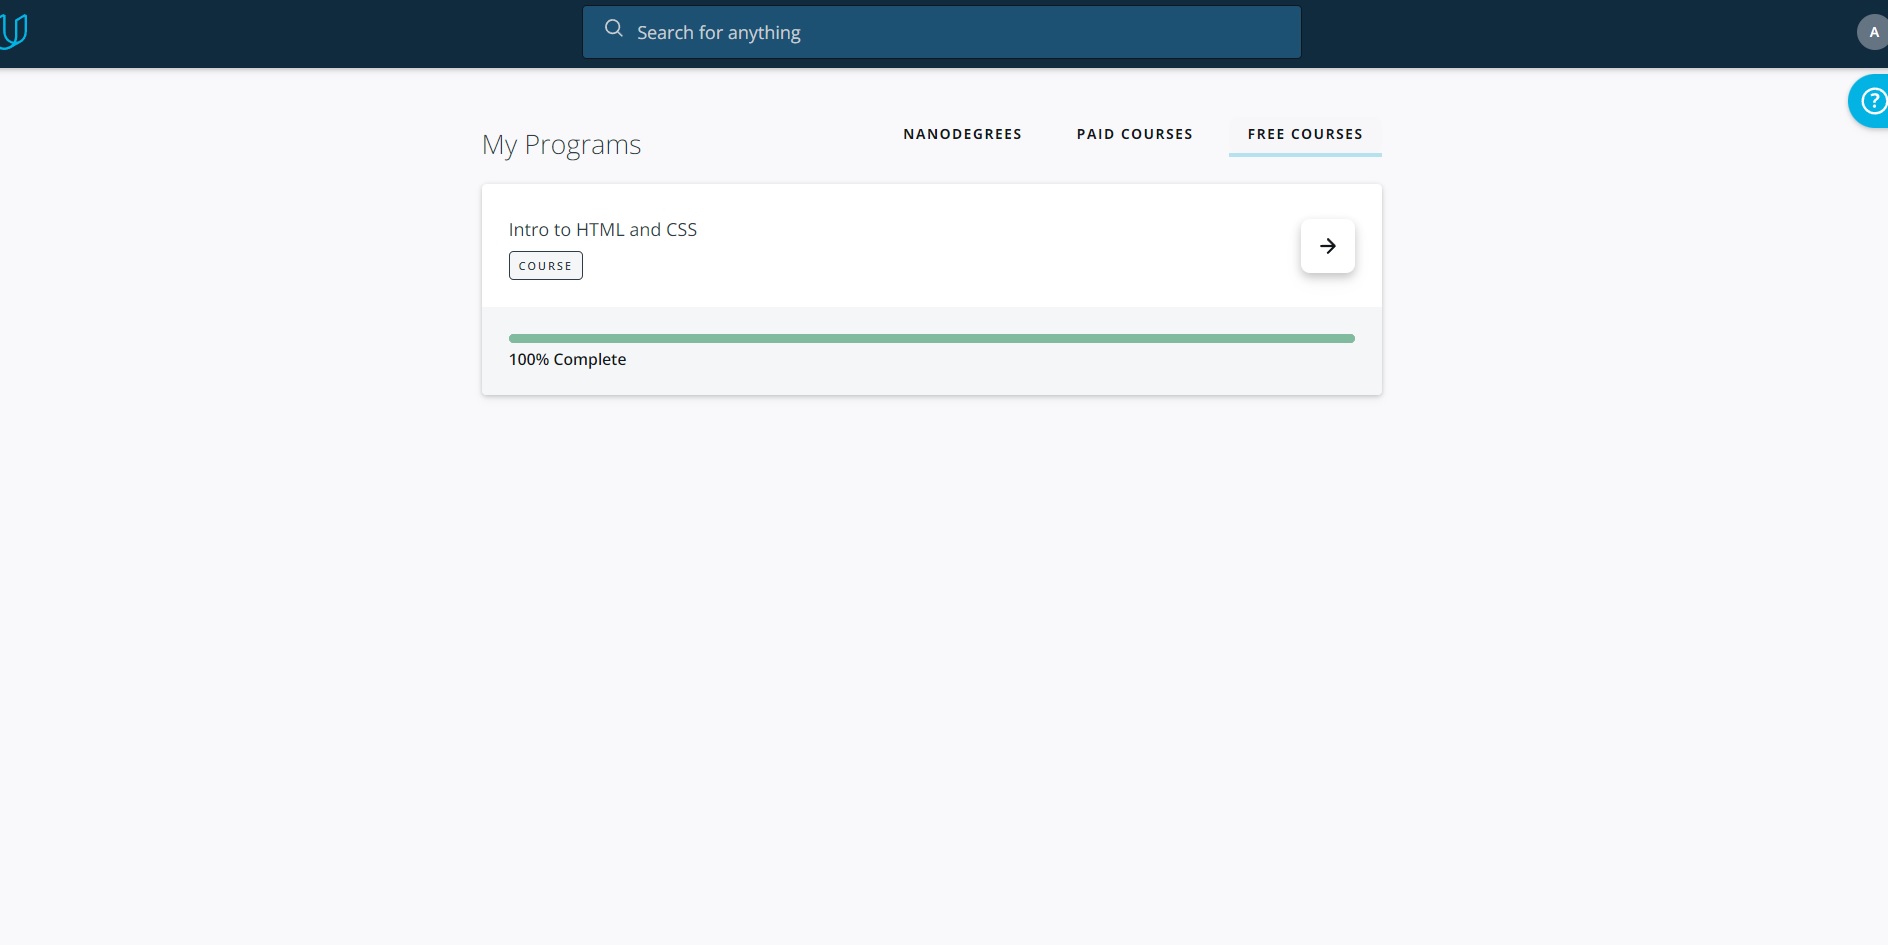 Search for anything
A
?
My Programs
NANODEGREES
PAID COURSES
FREE COURSES
Intro to HTML and CSS
COURSE
100% Complete